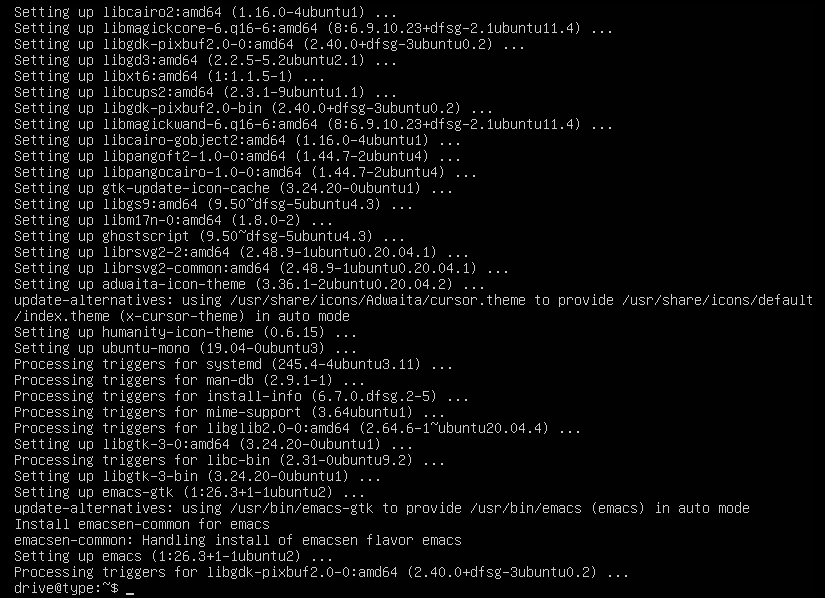 Setting up libcairo2:amd64 (1.16.0-4ubuntu1) ...
Setting up libmagickcore-6.q16-6:amd64 (8:6.9.10.23+dfsg-2.1ubuntu11.4) ...
Setting up libgdk-pixbuf2.0-0:amd64 (2.40.0+dfsg-3ubuntu0.2) ...
Setting up libgd3:amd64 (2.2.5-5.2ubuntu2.1) ...
Setting up libxt6:amd64 (1:1.1.5-1) ...
Setting up libcups2:amd64 (2.3.1-9ubuntu1.1) ...
Setting up libgdk-pixbuf2.0-bin (2.40.0+dfsg-3ubuntu0.2) ...
Setting up libmagickwand-6.q16-6:amd64 (8:6.9.10.23+dfsg-2.1ubuntu11.4) ...
Setting up libcairo-gobject2:amd64 (1.16.0-4ubuntu1) ...
Setting up libpangoft2-1.0-0:amd64 (1.44.7-2ubuntu4) ...
Setting up libpangocairo-1.0-0:amd64 (1.44.7-2ubuntu4) ...
Setting up gtk-update-icon-cache (3.24.20-0ubuntu1) ...
Setting up libgs9:amd64 (9.50~dfsg-5ubuntu4.3) ...
Setting up libm17n-0:amd64 (1.8.0-2) ...
Setting up ghostscript (9.50~dfsg-5ubuntu4.3) ...
Setting up librsvg2-2:amd64 (2.48.9-1ubuntu0.20.04.1) ...
Setting up librsvg2-common:amd64 (2.48.9-1ubuntu0.20.04.1) ...
Setting up adwaita-icon-theme (3.36.1-2ubuntu0.20.04.2) ...
update-alternatives: using /usr/share/icons/Adwaita/cursor.theme to provide /usr/share/icons/default
/index.theme (x-cursor-theme) in auto mode
Setting up humanity-icon-theme (0.6.15) ...
Setting up ubuntu-mono (19.04-0ubuntu3) ...
Processing triggers for systemd (245.4-4ubuntu3.11) ...
Processing triggers for man-db (2.9.1-1) ...
Processing triggers for install-info (6.7.0.dfsg.2-5) ...
Processing triggers for mime-support (3.64ubuntu1) ...
Processing triggers for libglib2.0-0:amd64 (2.64.6-1~ubuntu20.04.4) ...
Setting up libgtk-3-0:amd64 (3.24.20-0ubuntu1) ...
Processing triggers for libc-bin (2.31-0ubuntu9.2) ...
Setting up libgtk-3-bin (3.24.20-0ubuntu1) ...
Setting up emacs-gtk (1:26.3+1-1ubuntu2) ...
update-alternatives: using /usr/bin/emacs-gtk to provide /usr/bin/emacs (emacs) in auto mode
Install emacsen-common for emacs
emacsen-common: Handling install of emacsen flavor emacs
Setting up emacs (1:26.3+1-1ubuntu2) ...
Processing triggers for libgdk-pixbuf2.0-0:amd64 (2.40.0+dfsg-3ubuntu0.2) ...
drive@type:~$ _